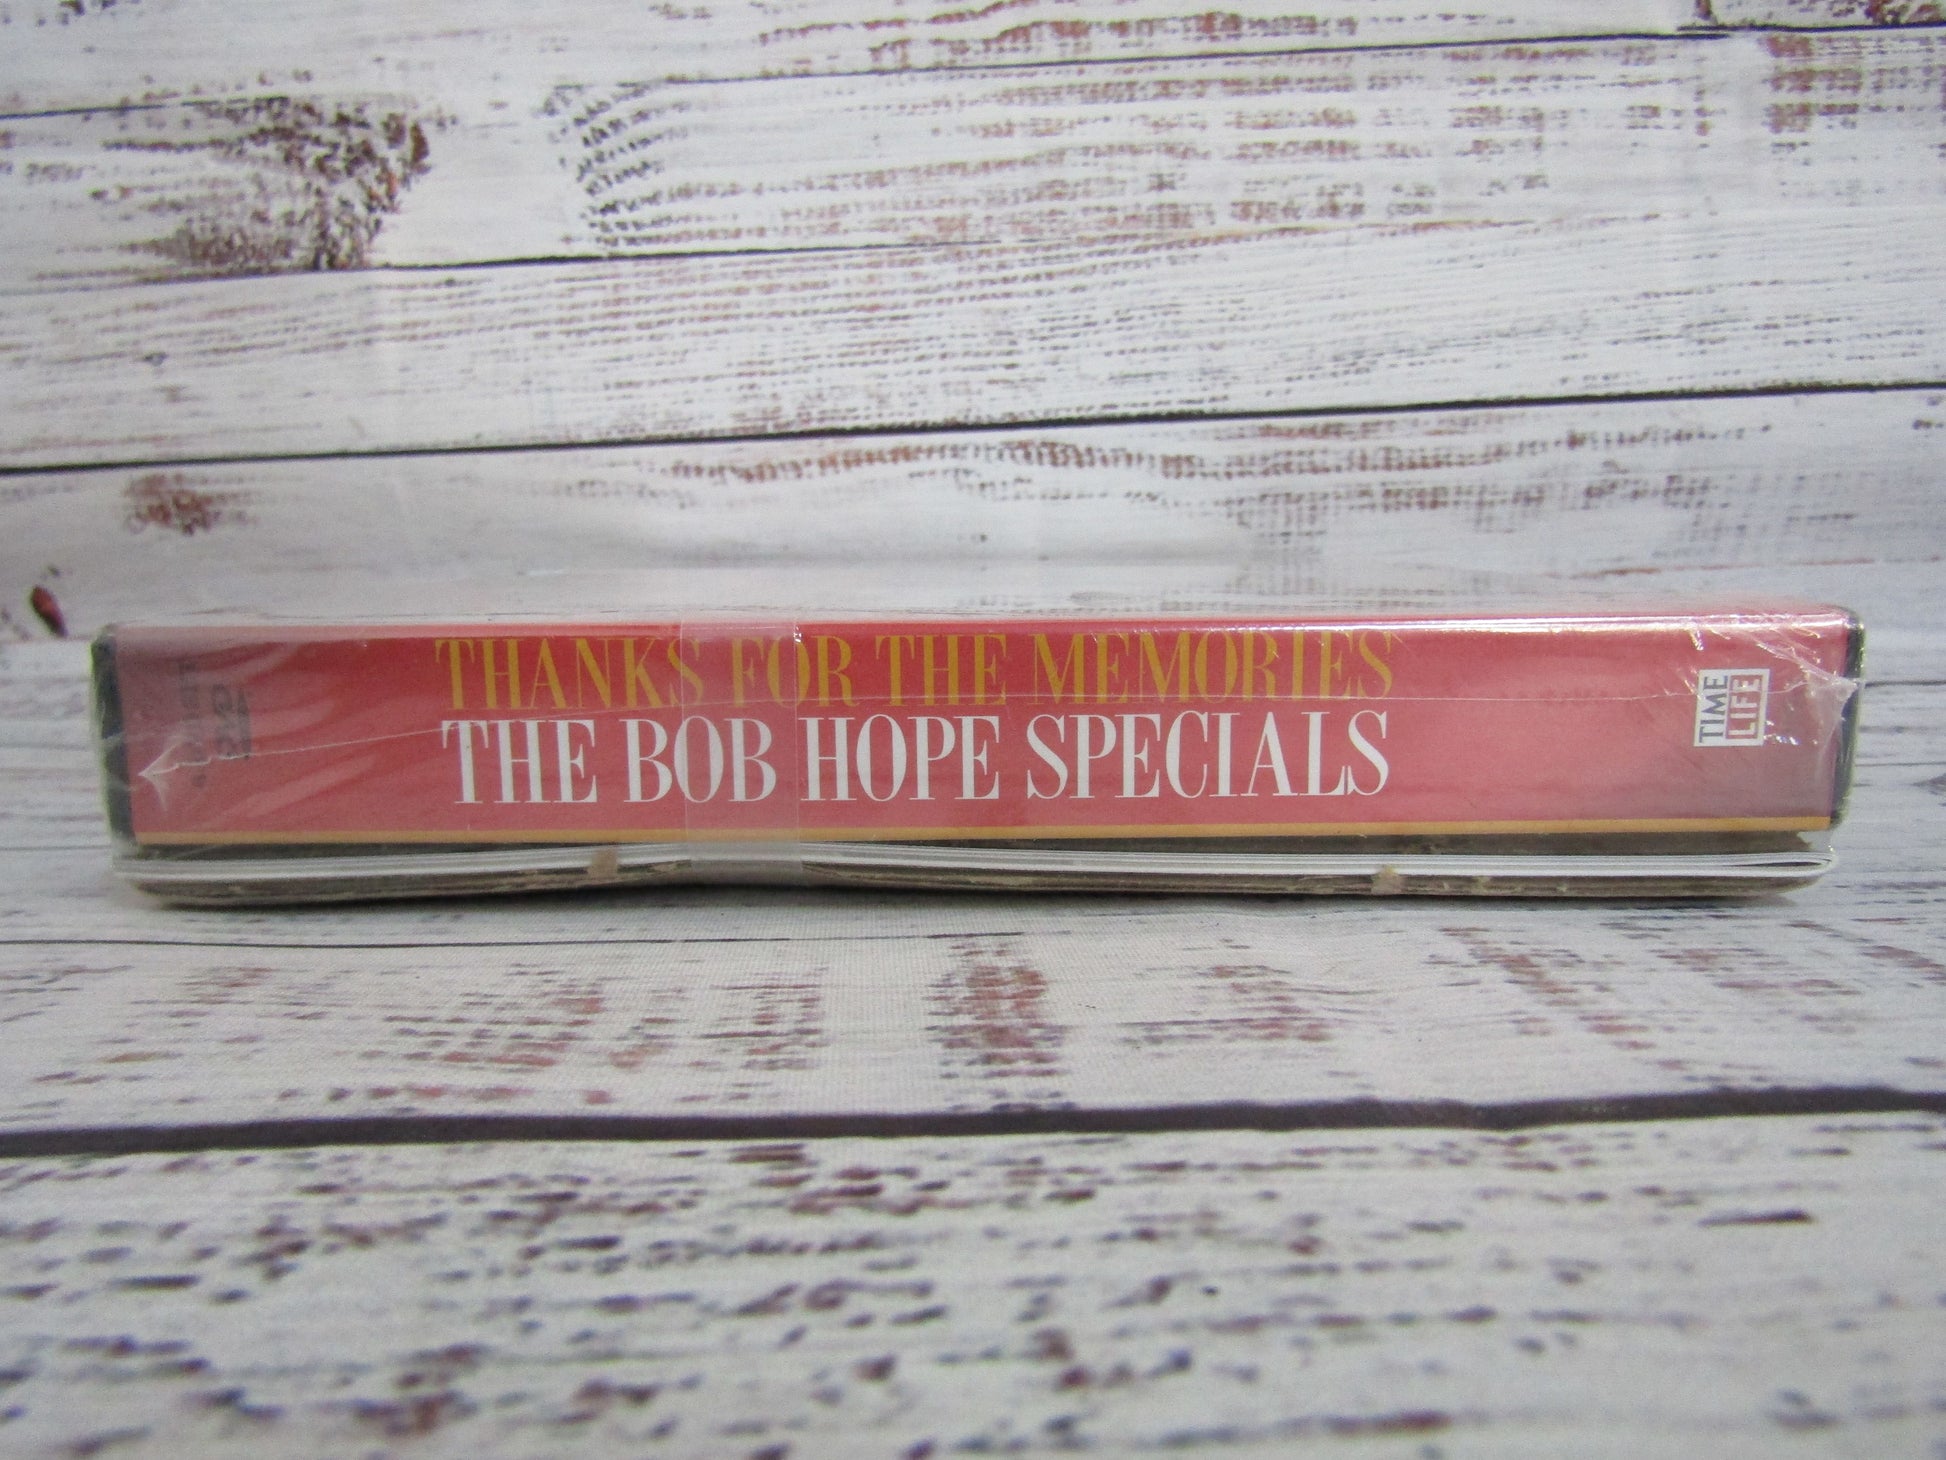 THANKS FOR THE MEMORIES
THE BOB HOPE SPECIALS
TIME
LIFE